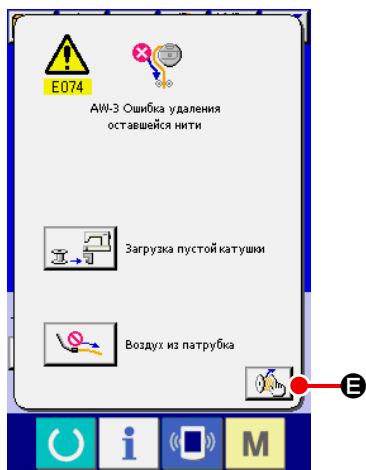 E074
AW-3 Ошибка удаления
оставшейся нити
Загрузка пустой катушки
Воздух из патрубка
E
i
M